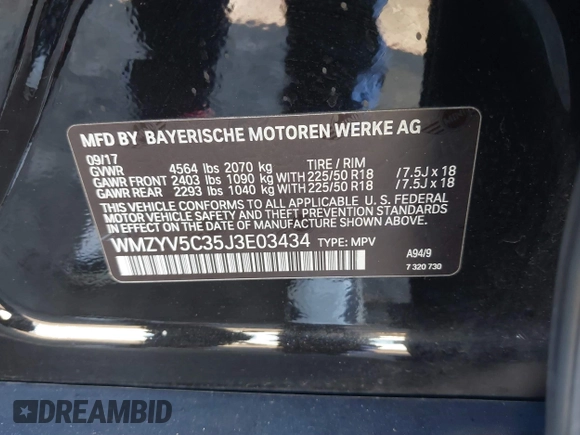 MFD BY BAYERISCHE MOTOREN WERKE AG
09/17
GVWR 4564 lbs 2070 kg TIRE / RIM
GAWR FRONT 2403 lbs 1090 kg WITH 225/50 R18 / 7.5J x 18
GAWR REAR 2293 lbs 1040 kg WITH 225/50 R18 / 7.5J x 18
THIS VEHICLE CONFORMS TO ALL APPLICABLE U. S. FEDERAL
MOTOR VEHICLE SAFETY AND THEFT PREVENTION STANDARDS
IN EFFECT ON THE DATE OF MANUFACTURE SHOWN ABOVE.
WMZYV5C35J3E03434 TYPE: MPV
A94/9
7 320 730
DREAMBID